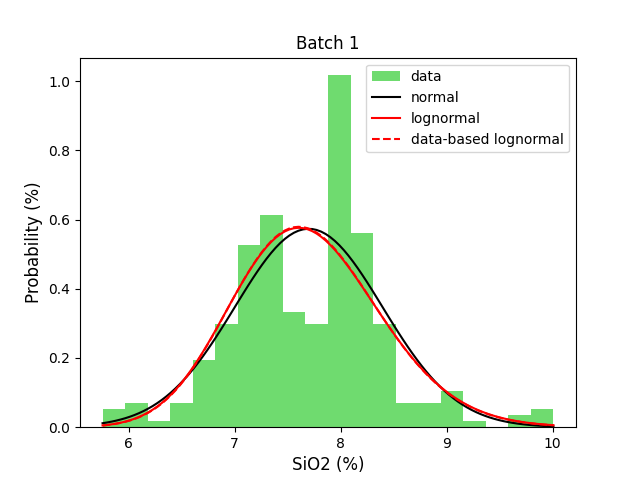 Batch 1
data
normal
lognormal
data-based lognormal
1.0
0.8
0.6
0.4
0.2
0.0
Probability (%)
6 7 8 9 10
SiO2 (%)